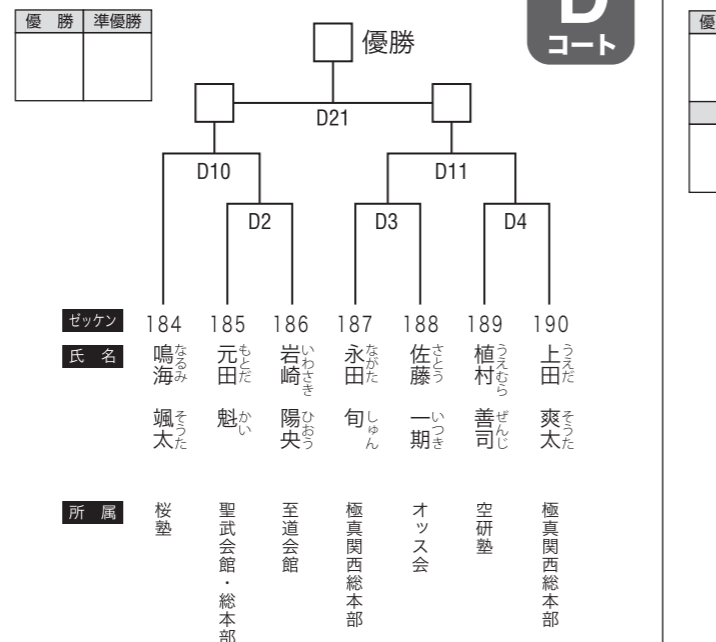 優 勝 準優勝
D
コート
優
優勝
D21
D10 D11
D2 D3 D4
ゼッケン 184 185 186 187 188 189 190
氏 名
鳴海 颯太 なるみ そうた
元田 魁 もとだ かい
岩崎 陽央 いわさき ひおう
永田 旬 ながた しゅん
佐藤 一期 さとう いつき
植村 善司 うえむら ぜんじ
上田 爽太 うえだ そうた
所 属
桜塾
聖武会館・総本部
至道会館
極真関西総本部
オッス会
空研塾
極真関西総本部